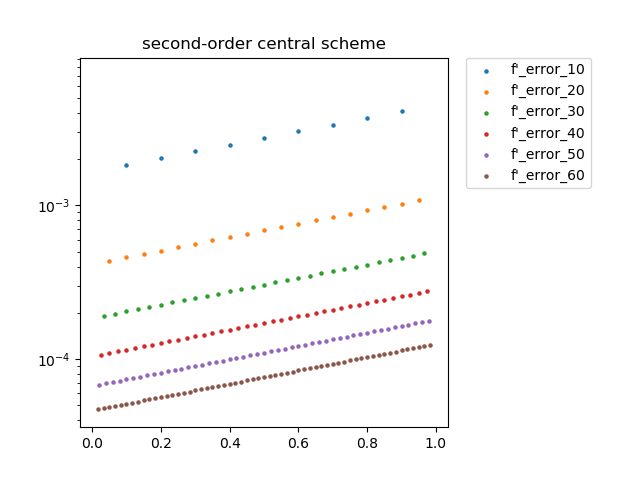 second-order central scheme
f'_error_10
f'_error_20
f'_error_30
f'_error_40
f'_error_50
f'_error_60
10⁻³
10⁻⁴
0.0 0.2 0.4 0.6 0.8 1.0